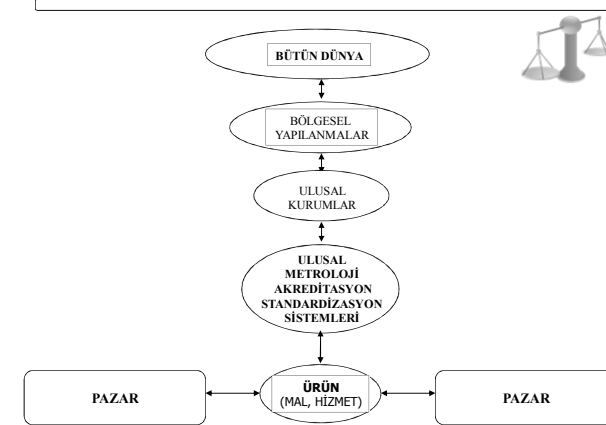 BÜTÜN DÜNYA
BÖLGESEL
YAPILANMALAR
ULUSAL
KURUMLAR
ULUSAL
METROLOJİ
AKREDİTASYON
STANDARDİZASYON
SİSTEMLERİ
PAZAR
ÜRÜN
(MAL, HİZMET)
PAZAR